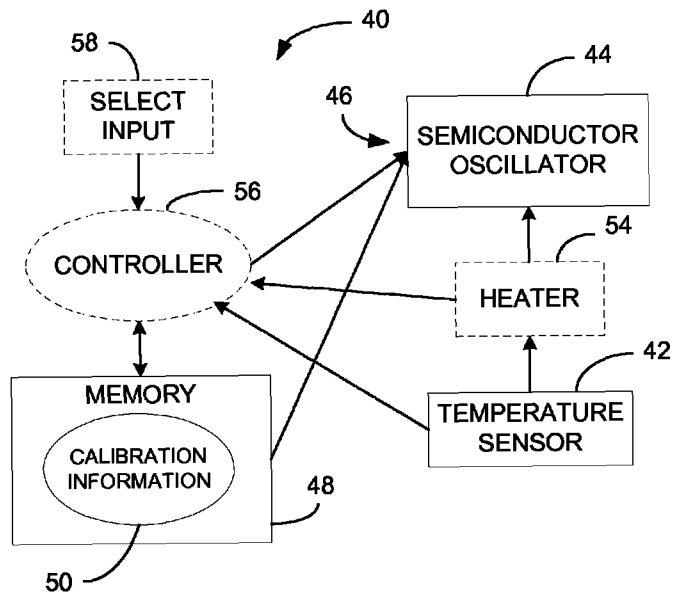 40
58
SELECT
INPUT
44
46
SEMICONDUCTOR
OSCILLATOR
56
CONTROLLER
54
HEATER
42
MEMORY
TEMPERATURE
SENSOR
CALIBRATION
INFORMATION
48
50